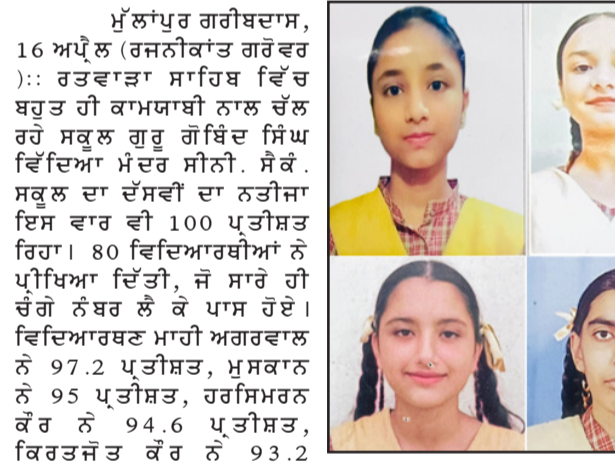 ਮੁੱਲਾਂਪੁਰ ਗਰੀਬਦਾਸ,
16 ਅਪ੍ਰੈਲ (ਰਜਨੀਕਾਂਤ ਗਰੋਵਰ
):: ਰਤਵਾੜਾ ਸਾਹਿਬ ਵਿੱਚ
ਬਹੁਤ ਹੀ ਕਾਮਯਾਬੀ ਨਾਲ ਚੱਲ
ਰਹੇ ਸਕੂਲ ਗੁਰੂ ਗੋਬਿੰਦ ਸਿੰਘ
ਵਿੱਦਿਆ ਮੰਦਰ ਸੀਨੀ. ਸੈਕੰ.
ਸਕੂਲ ਦਾ ਦੱਸਵੀਂ ਦਾ ਨਤੀਜਾ
ਇਸ ਵਾਰ ਵੀ 100 ਪ੍ਰਤੀਸ਼ਤ
ਰਿਹਾ। 80 ਵਿਦਿਆਰਥੀਆਂ ਨੇ
ਪ੍ਰੀਖਿਆ ਦਿੱਤੀ, ਜੋ ਸਾਰੇ ਹੀ
ਚੰਗੇ ਨੰਬਰ ਲੈ ਕੇ ਪਾਸ ਹੋਏ।
ਵਿਦਿਆਰਥਣ ਮਾਹੀ ਅਗਰਵਾਲ
ਨੇ 97.2 ਪ੍ਰਤੀਸ਼ਤ, ਮੁਸਕਾਨ
ਨੇ 95 ਪ੍ਰਤੀਸ਼ਤ, ਹਰਸਿਮਰਨ
ਕੌਰ ਨੇ 94.6 ਪ੍ਰਤੀਸ਼ਤ,
ਕਿਰਤਜੋਤ ਕੌਰ ਨੇ 93.2